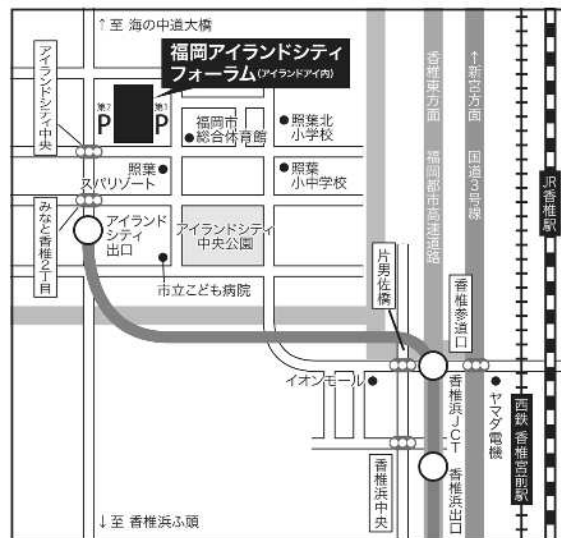 ↑至 海の中道大橋
福岡アイランドシティ
フォーラム(アイランドアイ内)
アイランドシティ中央
第2
P
第1
P
福岡市
総合体育館
照葉北
小学校
照葉
スパリゾート
照葉
小中学校
みなと香椎2丁目
アイランド
シティ
出口
アイランドシティ
中央公園
市立こども病院
香椎東方面
福岡都市高速道路
↑新宮方面
国道3号線
JR香椎駅
片男佐橋
香椎参道口
イオンモール
香椎浜JCT
ヤマダ電機
西鉄 香椎宮前駅
香椎浜中央
香椎浜出口
↓至 香椎浜ふ頭